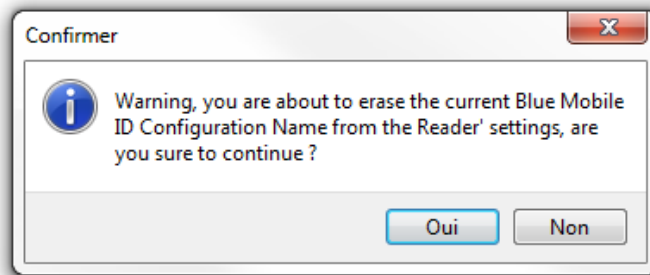 Confirmer
Warning, you are about to erase the current Blue Mobile
ID Configuration Name from the Reader' settings, are
you sure to continue ?
Oui
Non